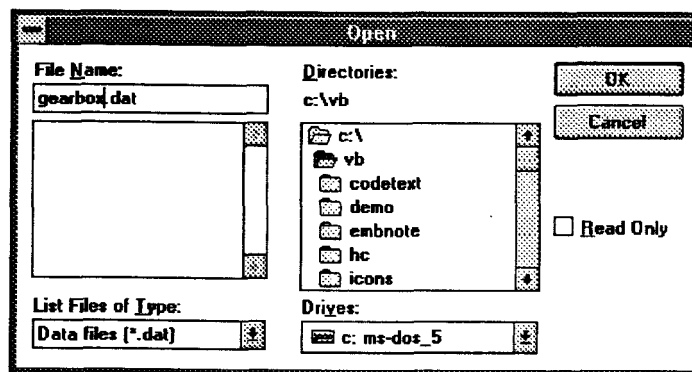 Open
File Name:
gearbox.dat
Directories:
c:\vb
OK
Cancel
c:\
vb
codetext
demo
embnote
hc
icons
Read Only
List Files of Type:
Data files (*.dat)
Drives:
c: ms-dos_5